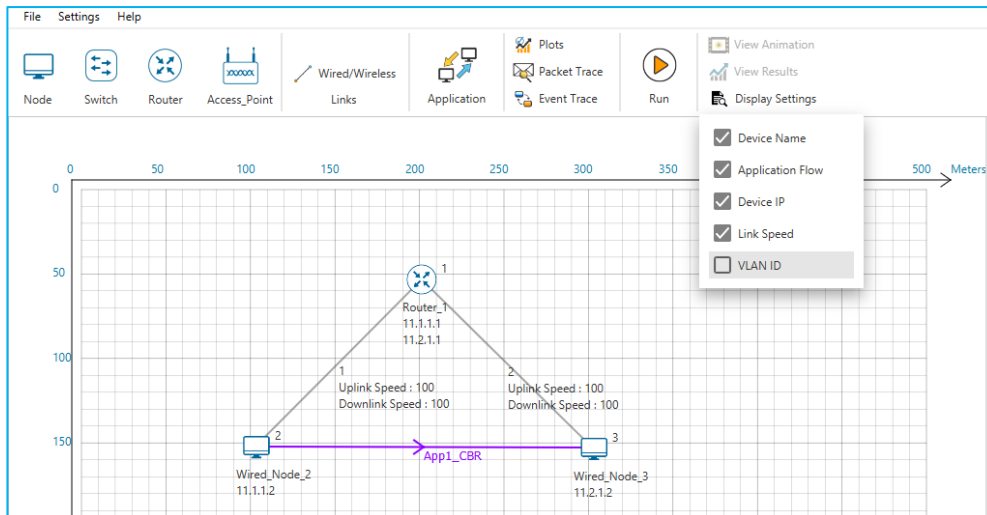 File Settings Help
Node
Switch
Router
Access_Point
Wired/Wireless
Links
Application
Plots
Packet Trace
Event Trace
Run
View Animation
View Results
Display Settings
Device Name
Application Flow
Device IP
Link Speed
VLAN ID
0 50 100 150 200 250 300 350 500 Meters
0
50
100
150
1
Router_1
11.1.1.1
11.2.1.1
1
Uplink Speed : 100
Downlink Speed : 100
2
Uplink Speed : 100
Downlink Speed : 100
2
Wired_Node_2
11.1.1.2
App1_CBR
3
Wired_Node_3
11.2.1.2